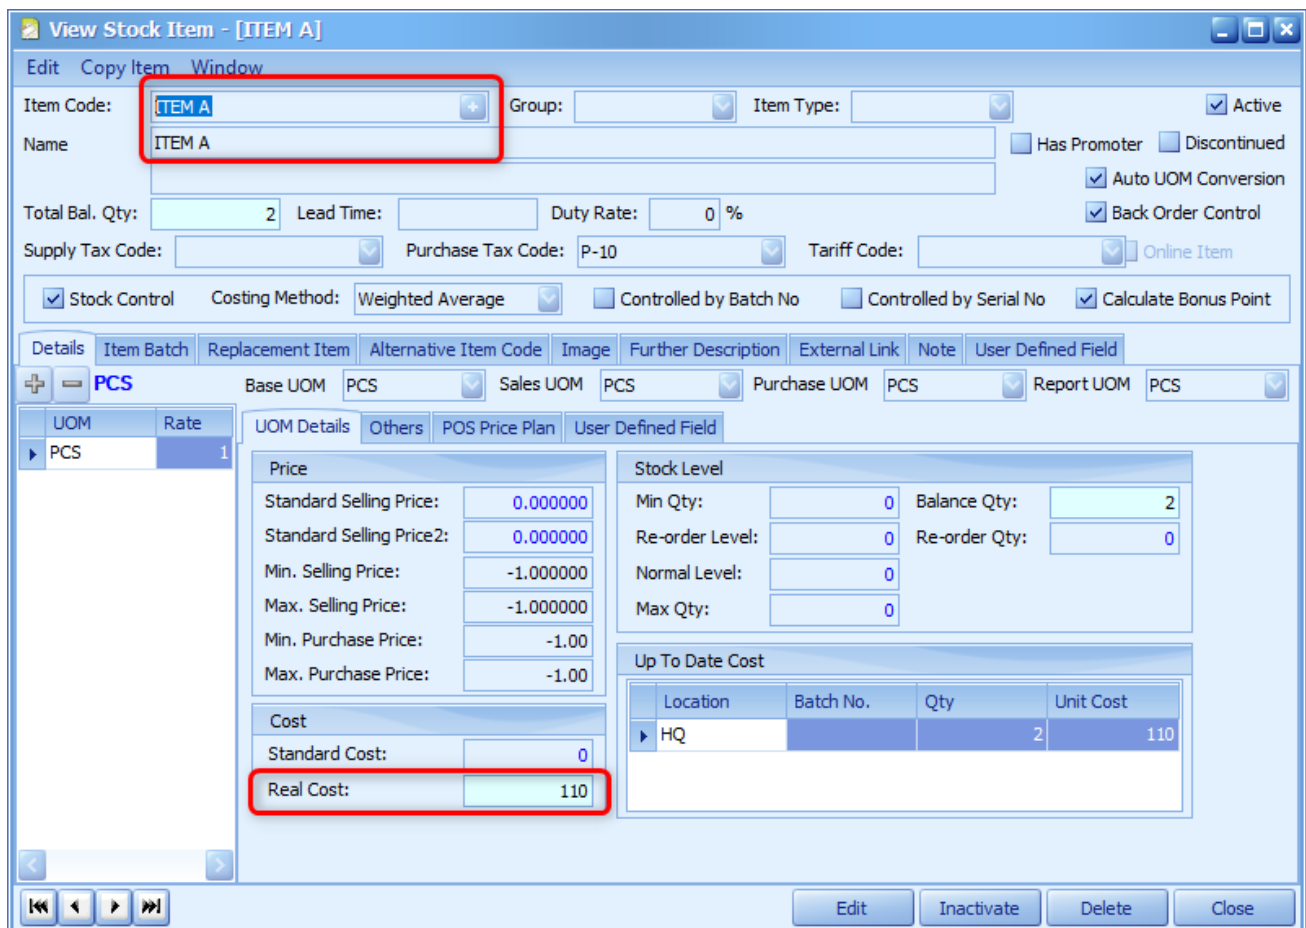 View Stock Item - [ITEM A]
Edit Copy Item Window
Item Code: ITEM A Group: Item Type: Active
Name ITEM A Has Promoter Discontinued
Auto UOM Conversion
Total Bal. Qty: 2 Lead Time: Duty Rate: 0 % Back Order Control
Supply Tax Code: Purchase Tax Code: P-10 Tariff Code: Online Item
Stock Control Costing Method: Weighted Average Controlled by Batch No Controlled by Serial No Calculate Bonus Point
Details Item Batch Replacement Item Alternative Item Code Image Further Description External Link Note User Defined Field
PCS Base UOM PCS Sales UOM PCS Purchase UOM PCS Report UOM PCS
UOM Rate
PCS 1
UOM Details Others POS Price Plan User Defined Field
Price
Standard Selling Price: 0.000000
Standard Selling Price2: 0.000000
Min. Selling Price: -1.000000
Max. Selling Price: -1.000000
Min. Purchase Price: -1.00
Max. Purchase Price: -1.00
Cost
Standard Cost: 0
Real Cost: 110
Stock Level
Min Qty: 0 Balance Qty: 2
Re-order Level: 0 Re-order Qty: 0
Normal Level: 0
Max Qty: 0
Up To Date Cost
Location Batch No. Qty Unit Cost
HQ 2 110
Edit Inactivate Delete Close